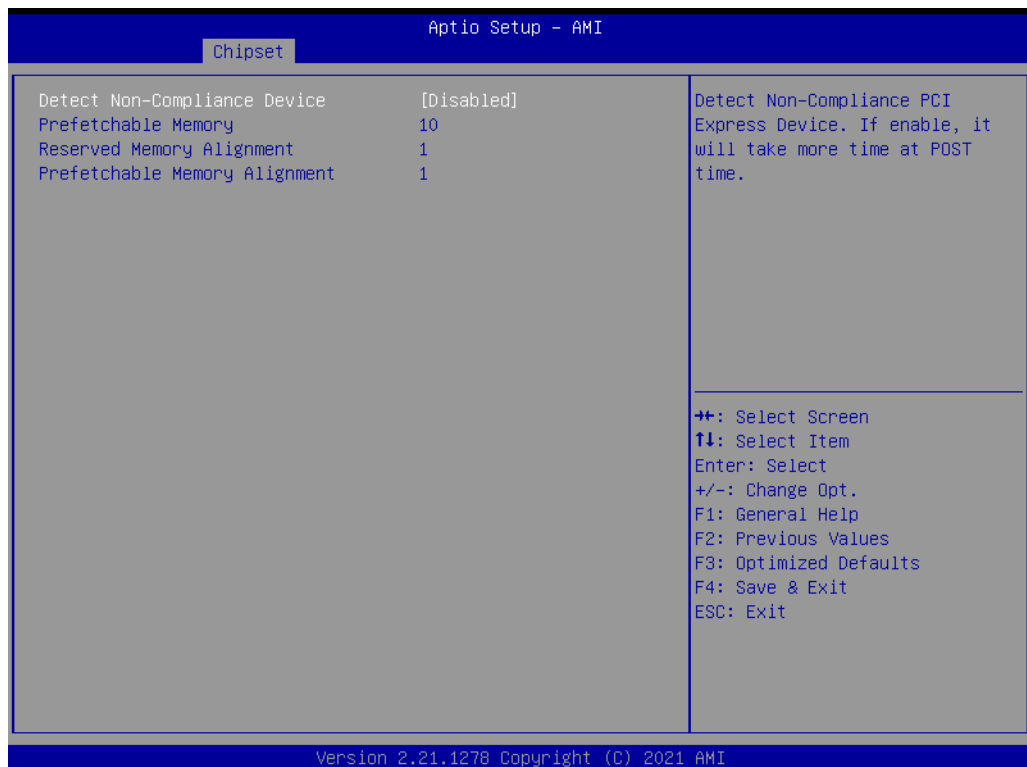 Aptio Setup – AMI
Chipset
Detect Non-Compliance Device [Disabled]
Prefetchable Memory 10
Reserved Memory Alignment 1
Prefetchable Memory Alignment 1
Detect Non-Compliance PCI
Express Device. If enable, it
will take more time at POST
time.
→←: Select Screen
↑↓: Select Item
Enter: Select
+/-: Change Opt.
F1: General Help
F2: Previous Values
F3: Optimized Defaults
F4: Save & Exit
ESC: Exit
Version 2.21.1278 Copyright (C) 2021 AMI